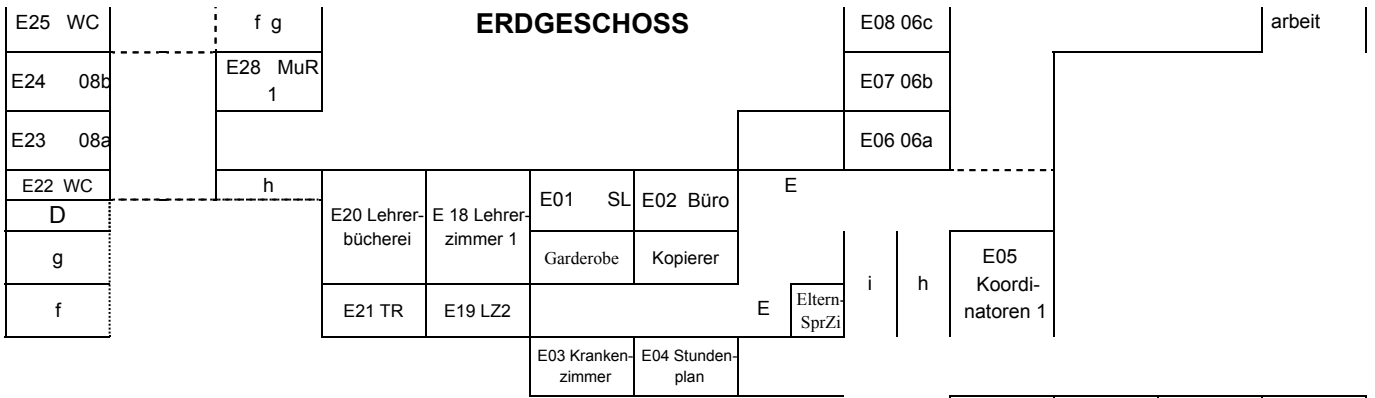 E25 WC
f g
ERDGESCHOSS
E08 06c
arbeit
E24 08b
E28 MuR
1
E07 06b
E23 08a
E06 06a
E22 WC
h
E20 Lehrer-
bücherei
E 18 Lehrer-
zimmer 1
E01 SL
E02 Büro
E
D
g
Garderobe
Kopierer
i
h
E05
Koordi-
natoren 1
f
E21 TR
E19 LZ2
E
Eltern-
SprZi
E03 Kranken-
zimmer
E04 Stunden-
plan